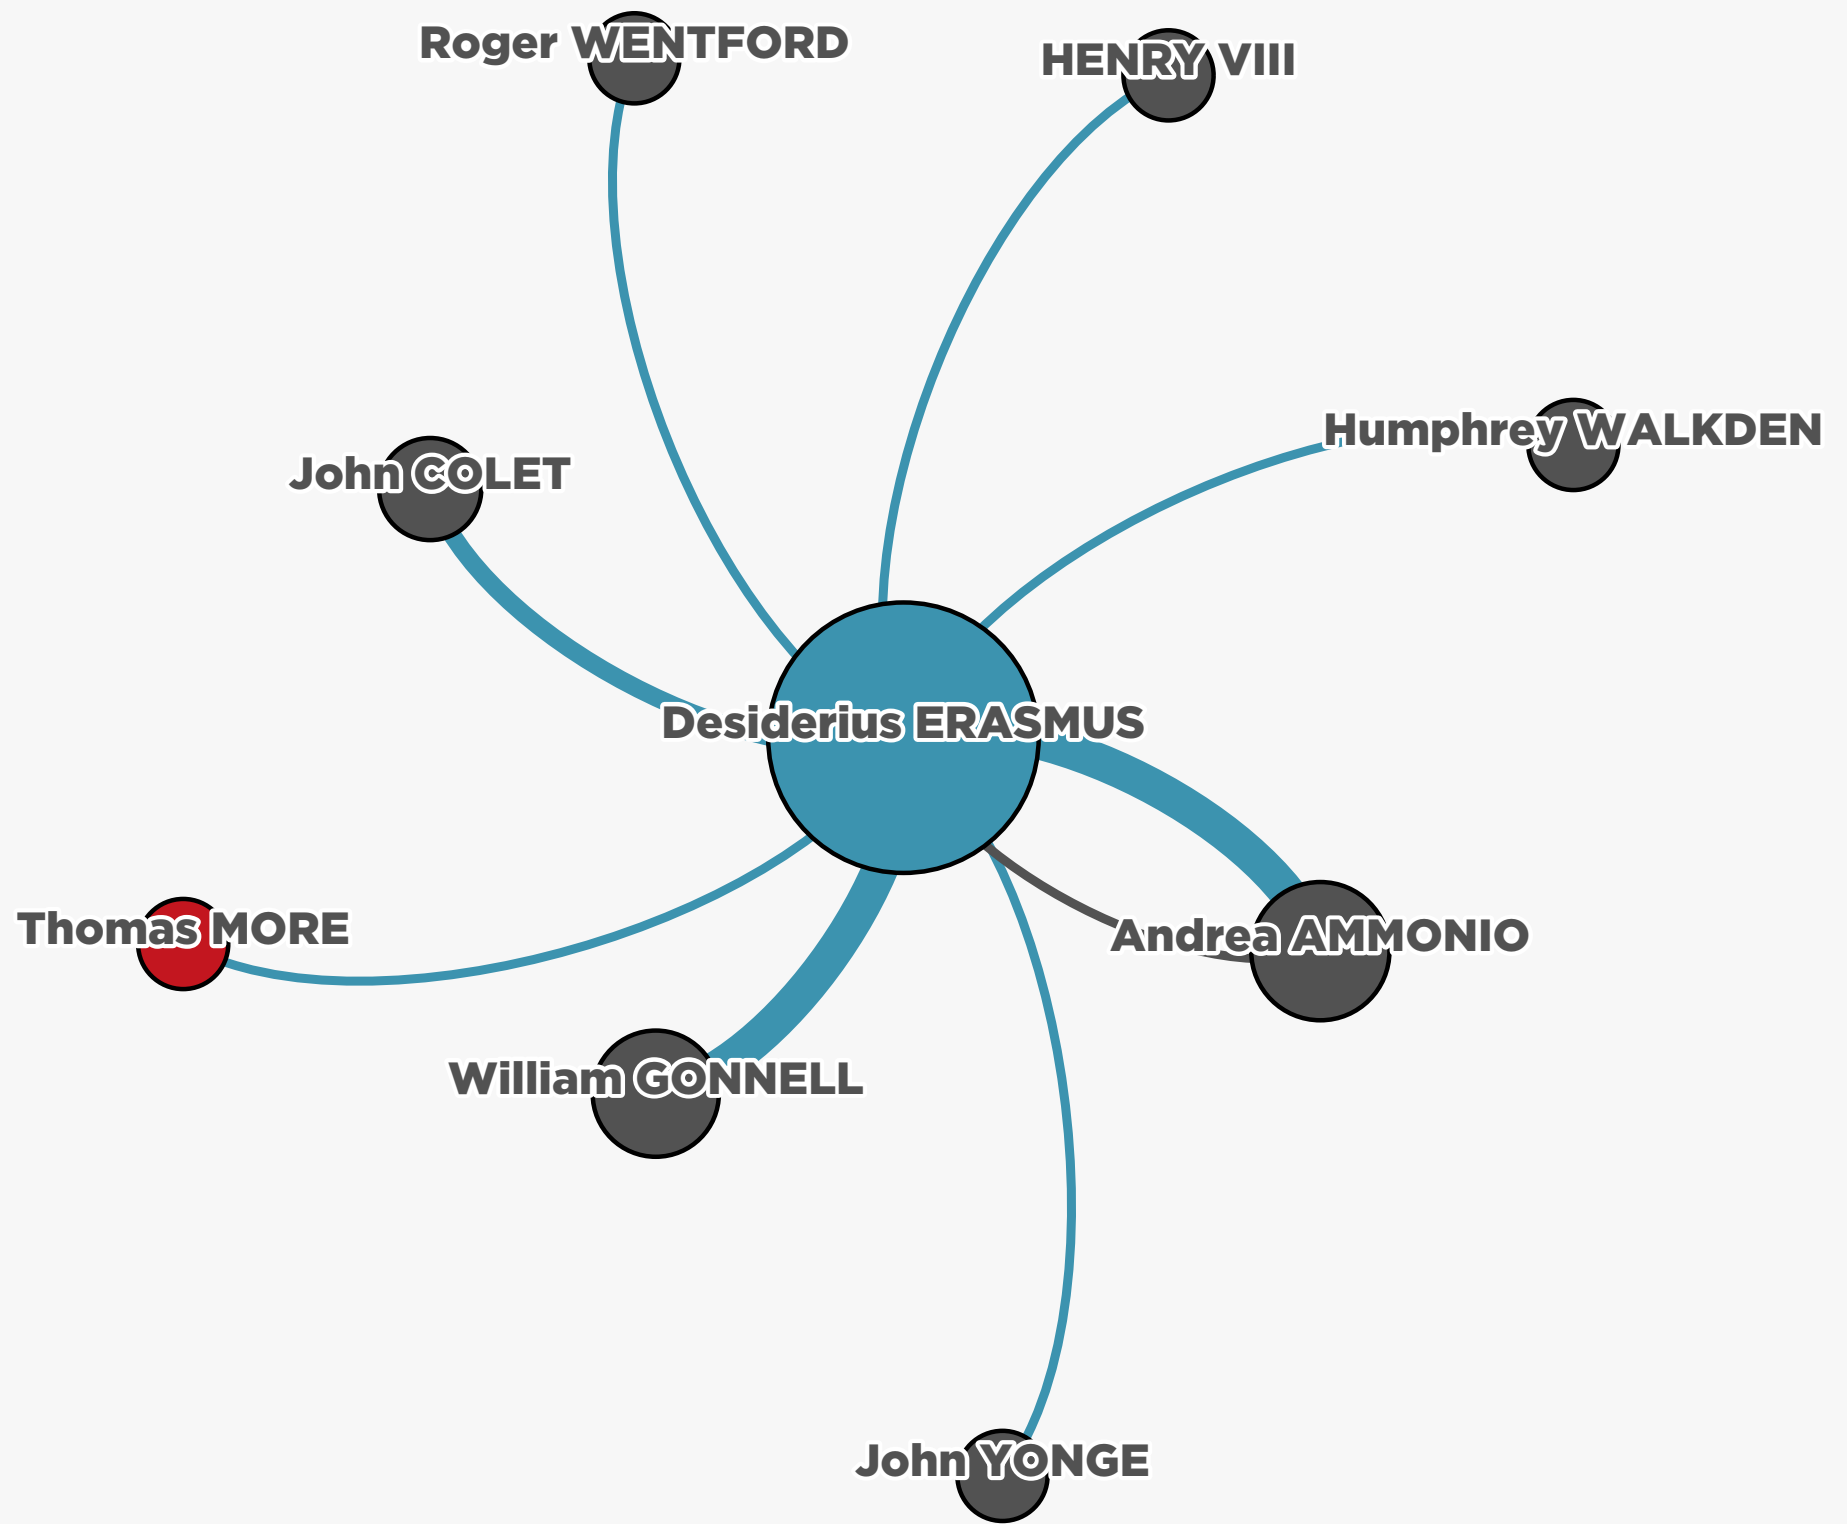 Roger WENTFORD
HENRY VIII
Humphrey WALKDEN
John COLET
Desiderius ERASMUS
Thomas MORE
Andrea AMMONIO
William GONNELL
John YONGE